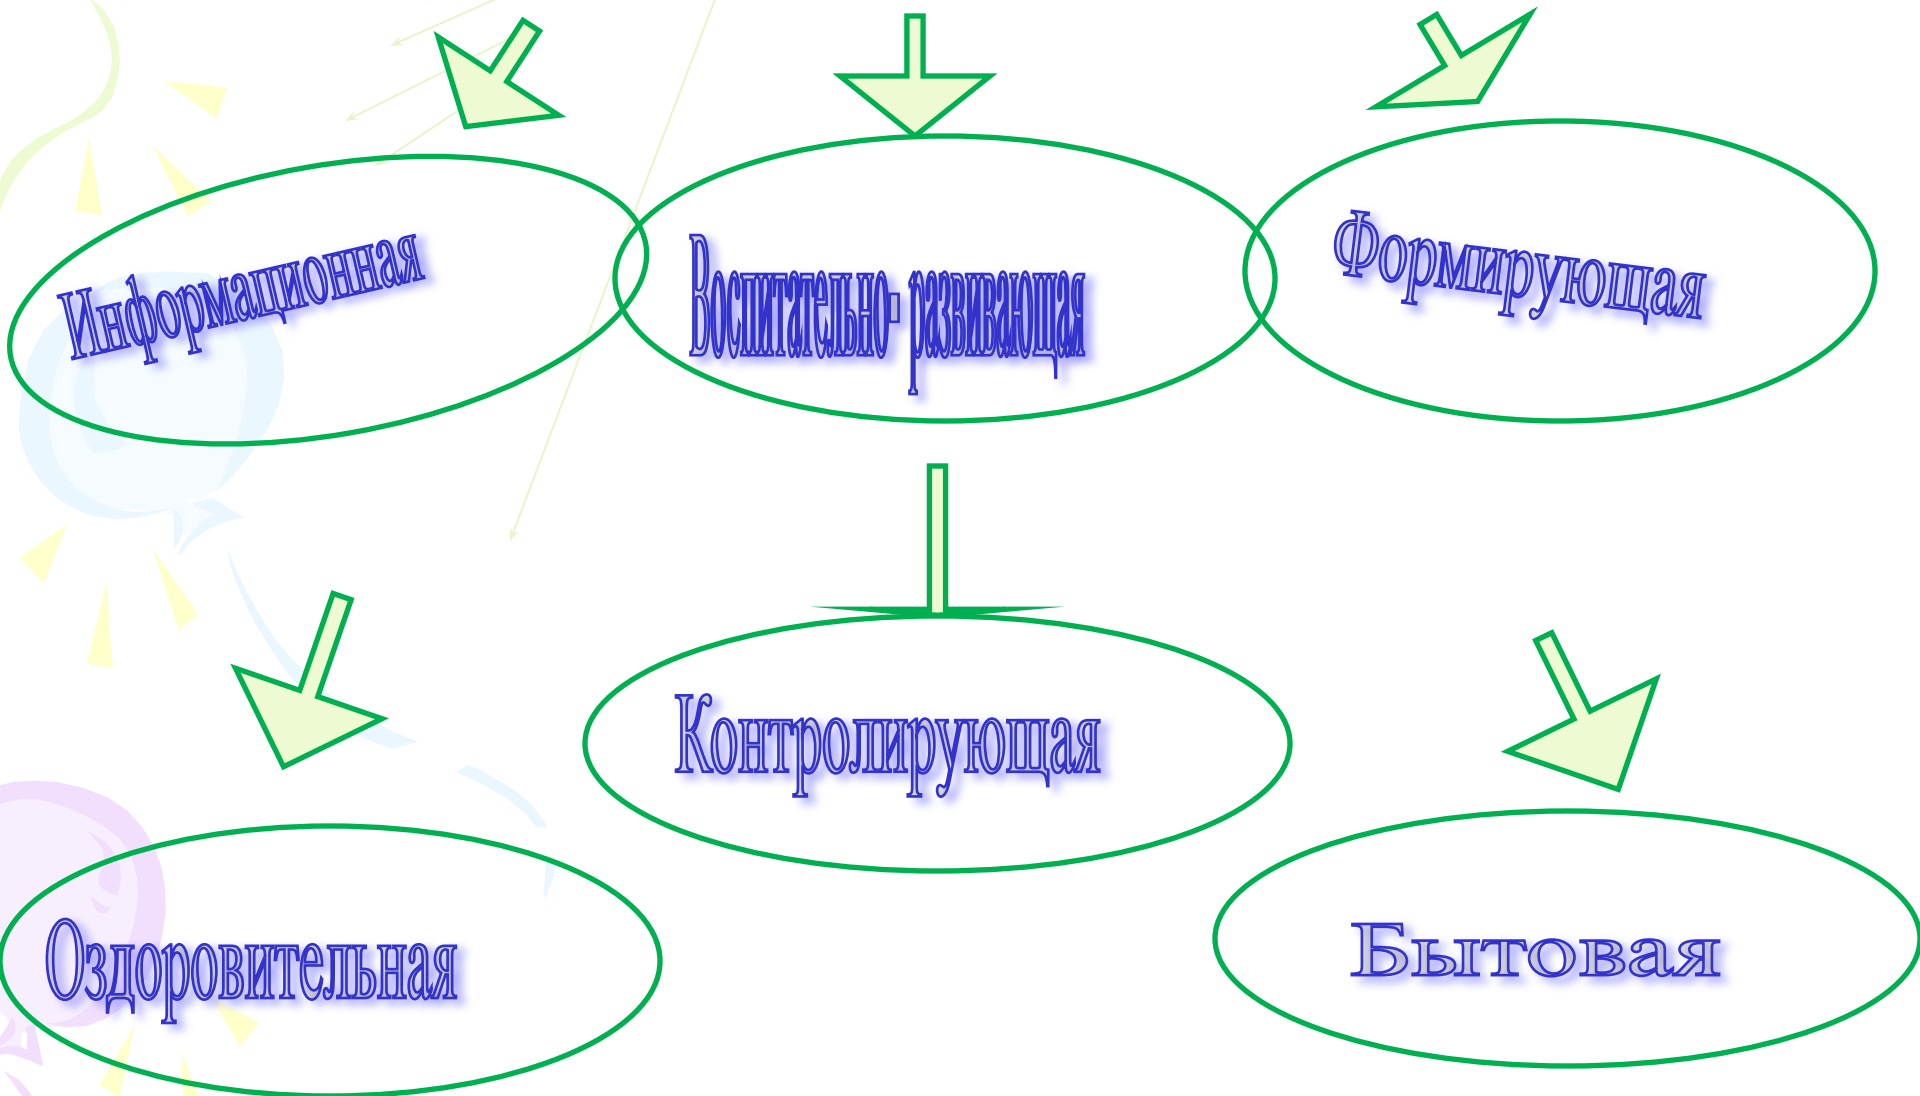 Информационная
Воспитательно- развивающая
Формирующая
Контролирующая
Оздоровительная
Бытовая